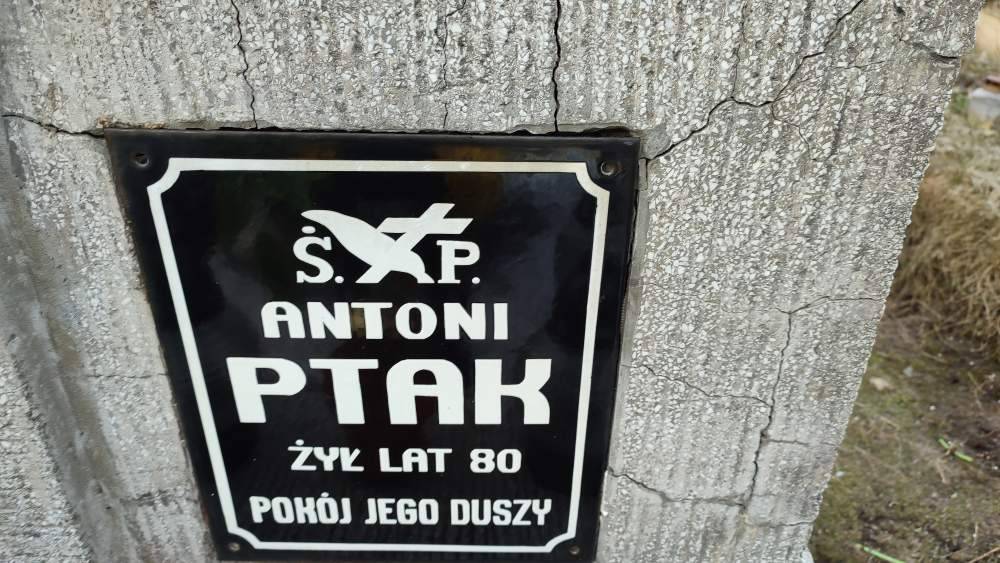 Ś. P.
ANTONI
PTAK
ŻYŁ LAT 80
POKÓJ JEGO DUSZY